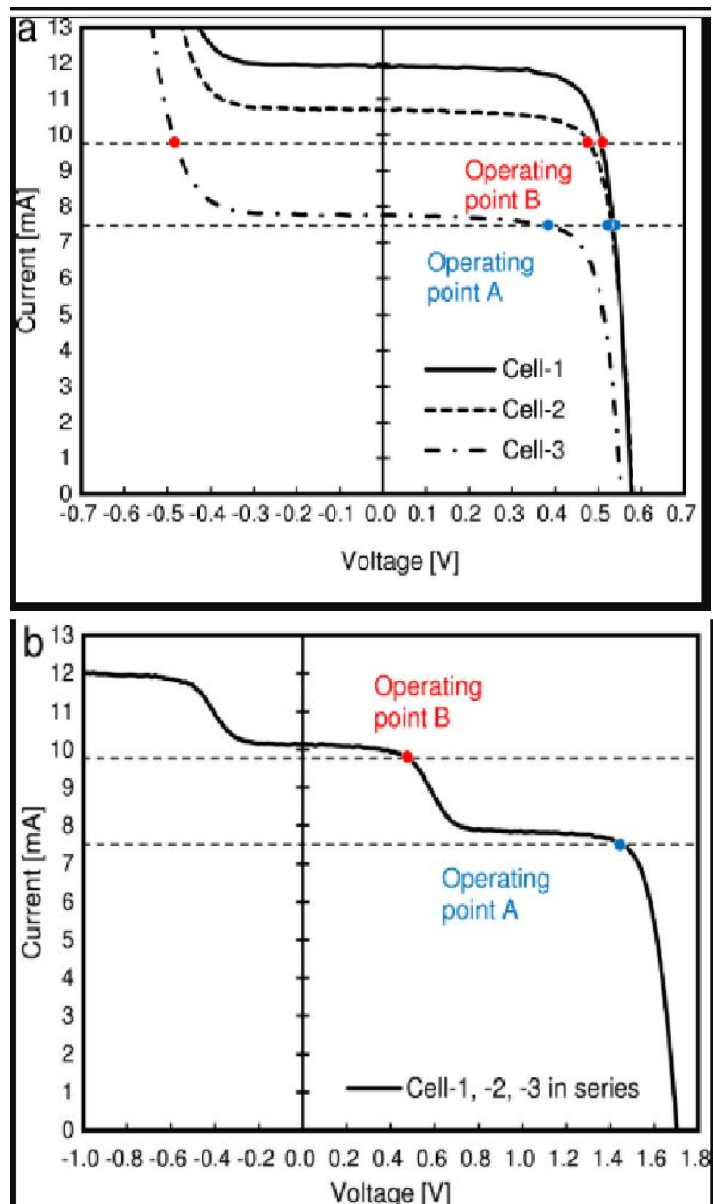 a
13
12
11
10
9
8
7
6
5
4
3
2
1
0
Current [mA]
Operating
point B
Operating
point A
Cell-1
Cell-2
Cell-3
-0.7 -0.6 -0.5 -0.4 -0.3 -0.2 -0.1 0.0 0.1 0.2 0.3 0.4 0.5 0.6 0.7
Voltage [V]
b
13
12
11
10
9
8
7
6
5
4
3
2
1
0
Current [mA]
Operating
point B
Operating
point A
Cell-1, -2, -3 in series
-1.0 -0.8 -0.6 -0.4 -0.2 0.0 0.2 0.4 0.6 0.8 1.0 1.2 1.4 1.6 1.8
Voltage [V]